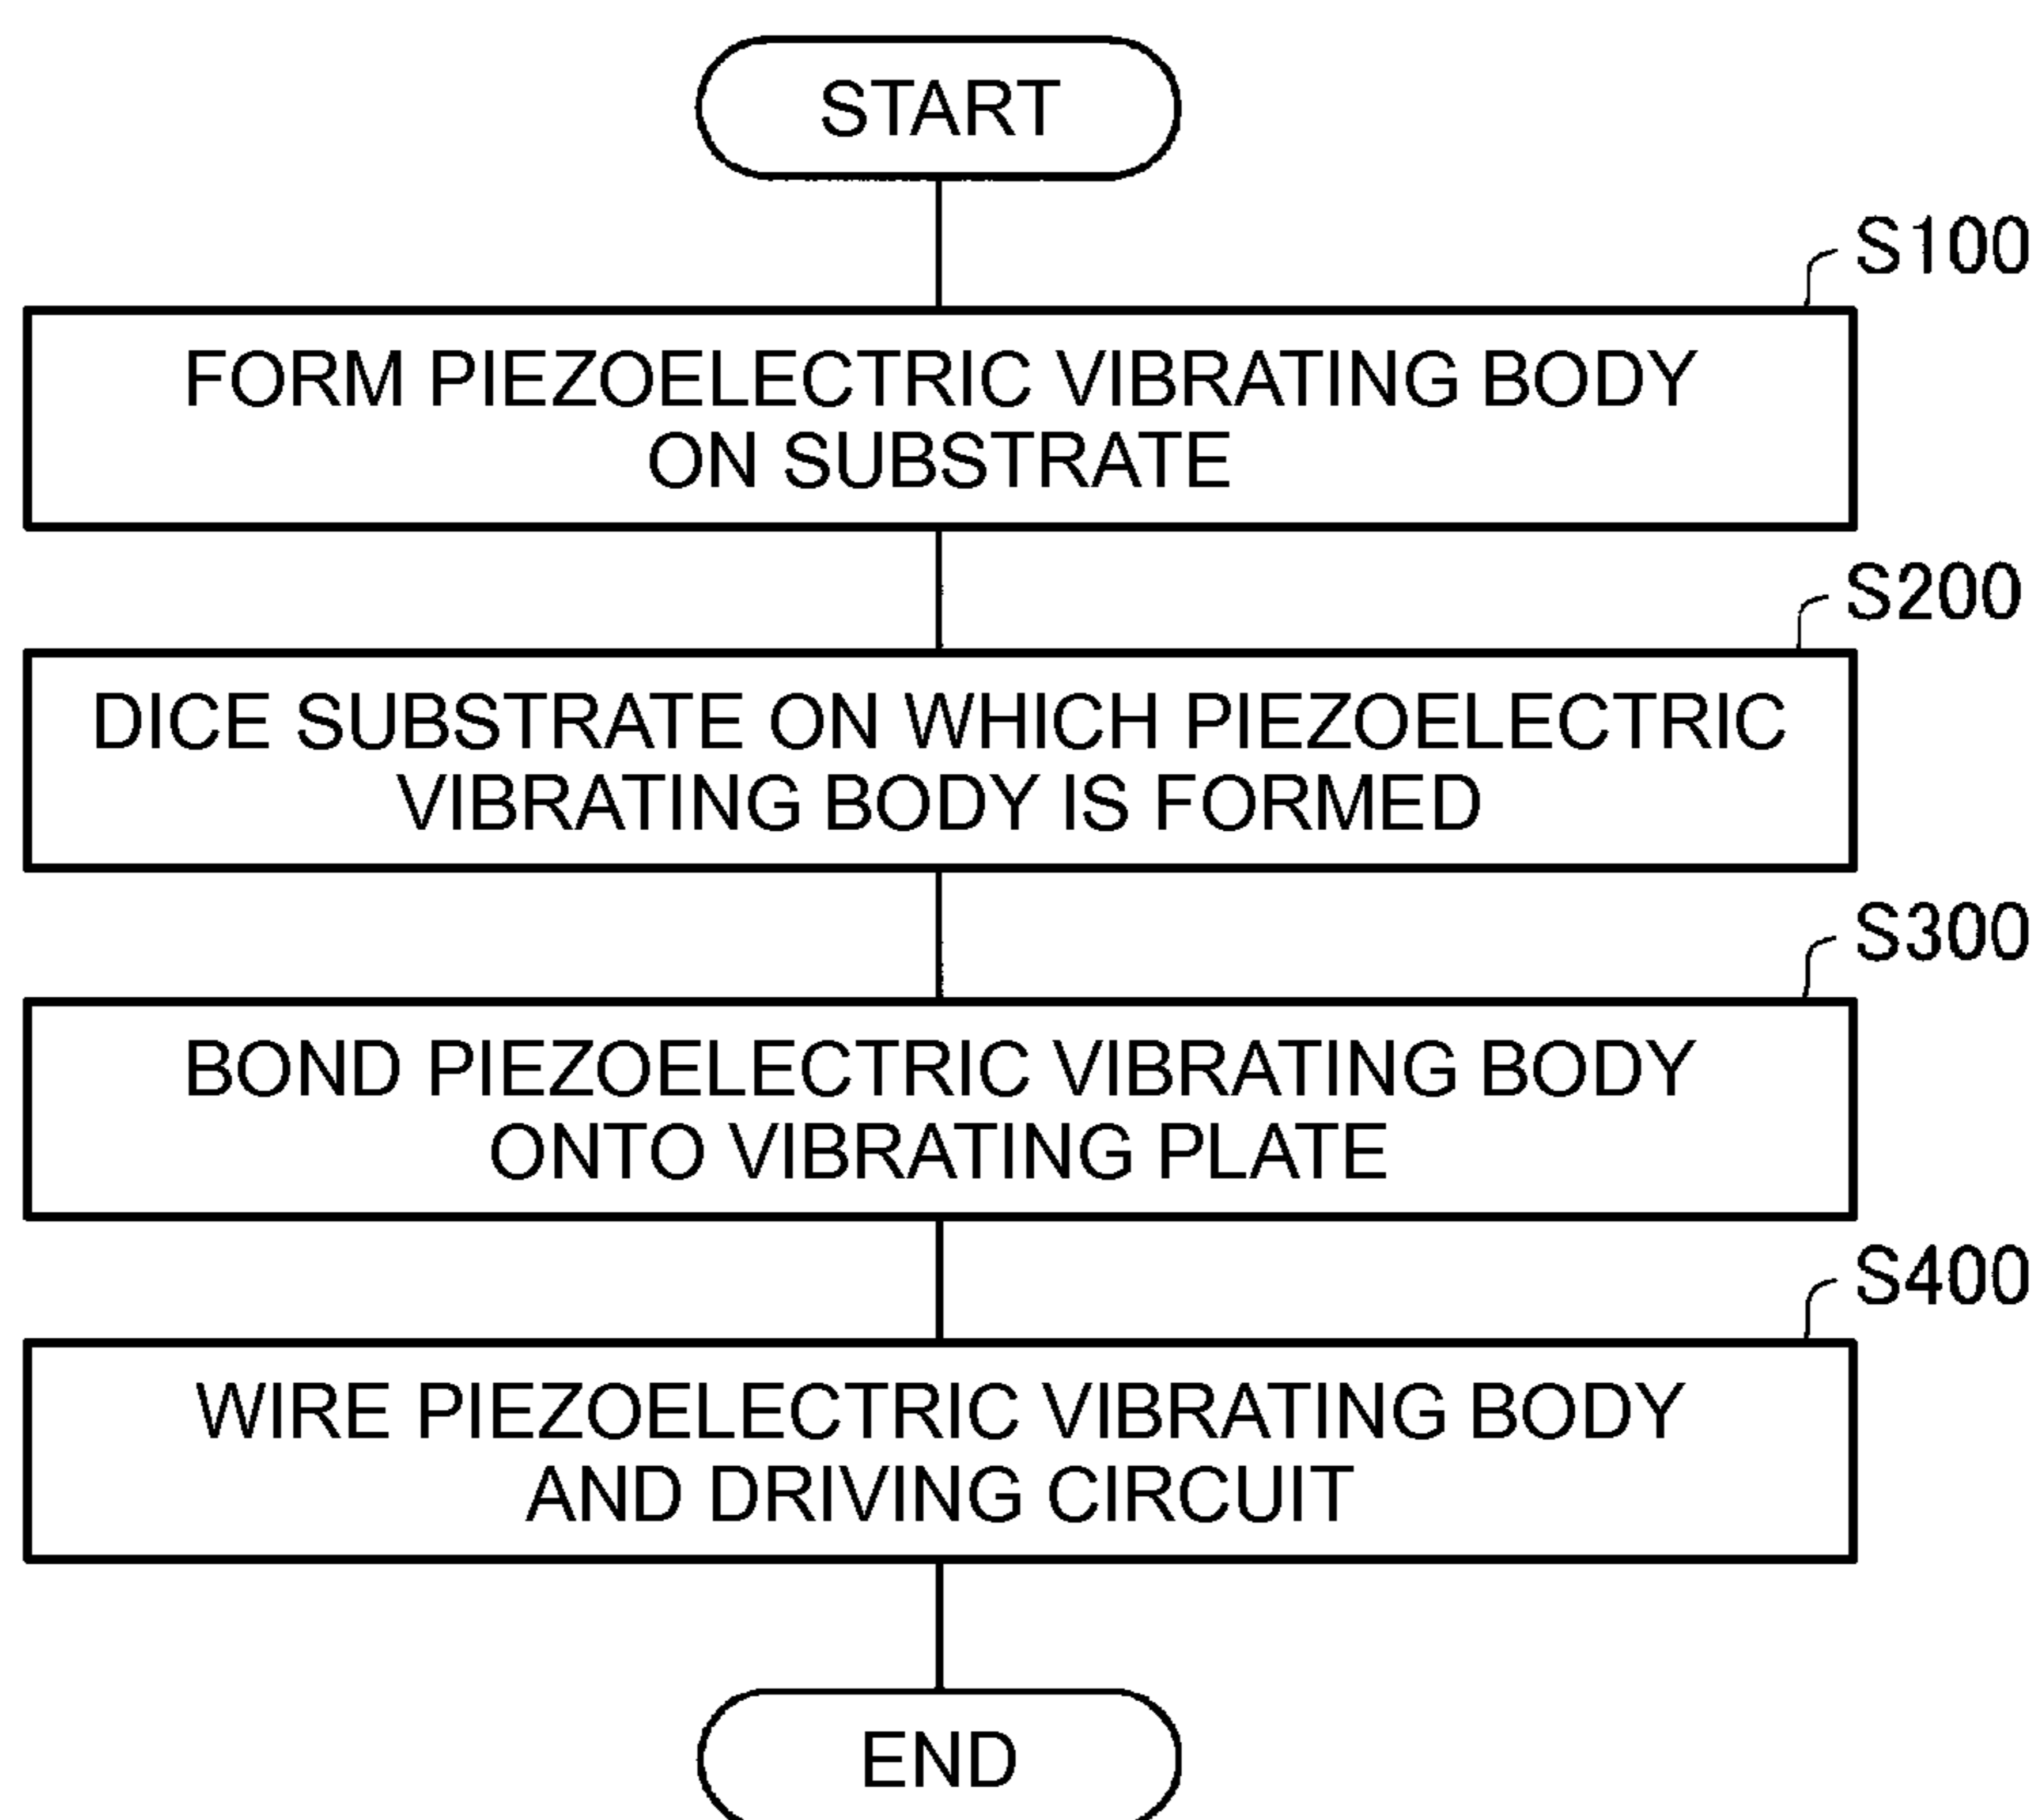 START
S100
FORM PIEZOELECTRIC VIBRATING BODY
ON SUBSTRATE
S200
DICE SUBSTRATE ON WHICH PIEZOELECTRIC
VIBRATING BODY IS FORMED
S300
BOND PIEZOELECTRIC VIBRATING BODY
ONTO VIBRATING PLATE
S400
WIRE PIEZOELECTRIC VIBRATING BODY
AND DRIVING CIRCUIT
END